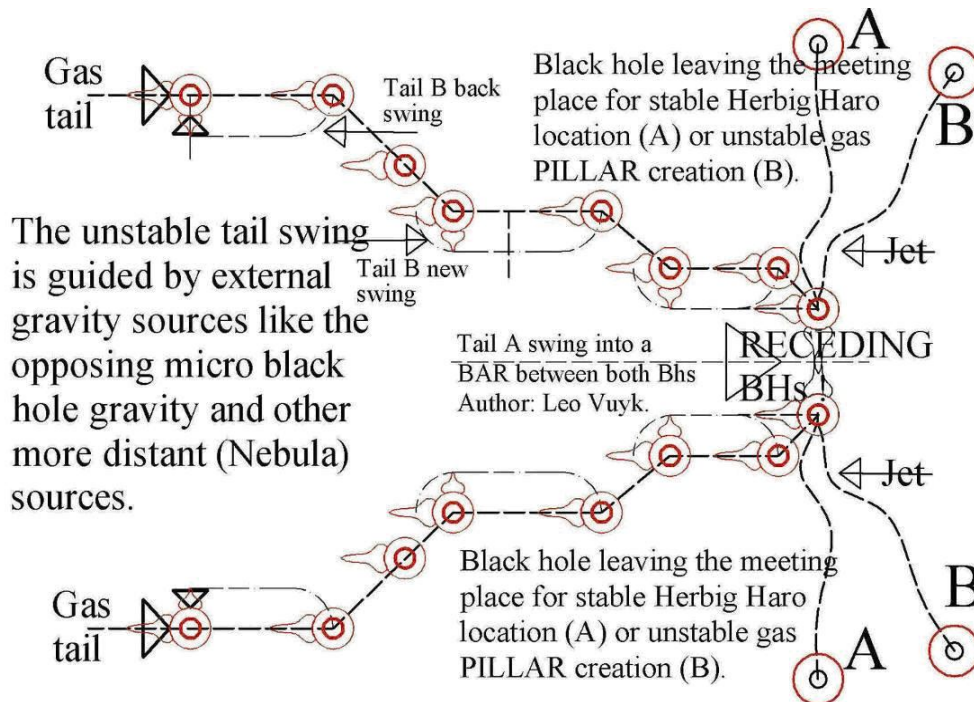 A
B
Gas
tail
Tail B back
swing
Black hole leaving the meeting
place for stable Herbig Haro
location (A) or unstable gas
PILLAR creation (B).
The unstable tail swing
is guided by external
gravity sources like the
opposing micro black
hole gravity and other
more distant (Nebula)
sources.
Tail B new
swing
Jet
Tail A swing into a
BAR between both Bhs
Author: Leo Vuyk.
RECEDING
BHs
Jet
Black hole leaving the meeting
place for stable Herbig Haro
location (A) or unstable gas
PILLAR creation (B).
Gas
tail
B
A